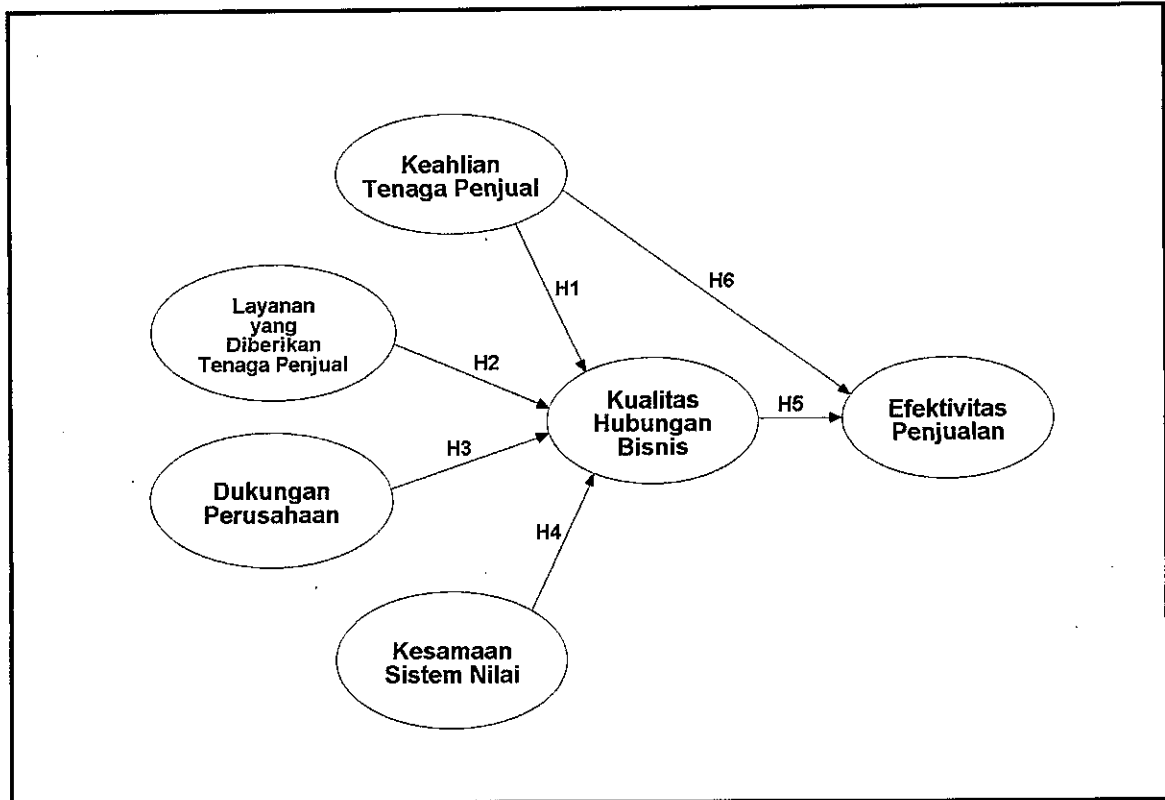 Keahlian
Tenaga Penjual
H6
H1
Layanan
yang
Diberikan
Tenaga Penjual
H2
Kualitas
Hubungan
Bisnis
H5
Efektivitas
Penjualan
H3
Dukungan
Perusahaan
H4
Kesamaan
Sistem Nilai